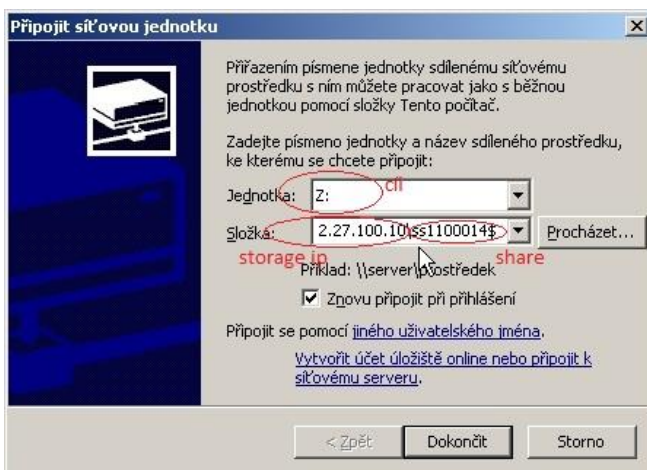 Připojit síťovou jednotku
Přiřazením písmene jednotky sdílenému síťovému
prostředku s ním můžete pracovat jako s běžnou
jednotkou pomocí složky Tento počítač.
Zadejte písmeno jednotky a název sdíleného prostředku,
ke kterému se chcete připojit:
Jednotka: Z: cíl
Složka: 2.27.100.10\ss1100014$ Procházet...
storage ip share
Příklad: \\server\prostředek
Znovu připojit při přihlášení
Připojit se pomocí jiného uživatelského jména.
Vytvořit účet úložiště online nebo připojit k
síťovému serveru.
< Zpět Dokončit Storno